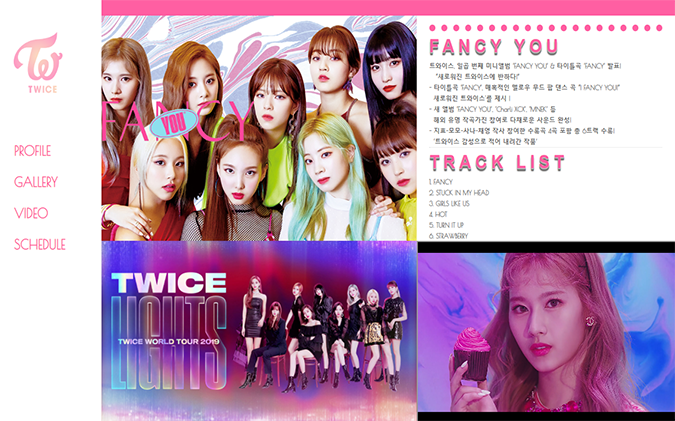 TWICE
PROFILE
GALLERY
VIDEO
SCHEDULE
FANCY
YOU
FANCY YOU
트와이스, 일곱 번째 미니앨범 'FANCY YOU' & 타이틀곡 'FANCY' 발표!
"새로워진 트와이스에 반하다!"
- 타이틀곡 'FANCY', 매혹적인 멜로우 무드 팝 댄스 곡 "I FANCY YOU!"
새로워진 트와이스'를 제시!
- 새 앨범 'FANCY YOU', 'Charli XCX', 'MNEK' 등
해외 유명 작곡가진 참여로 다채로운 사운드 완성!
- 지효·모모·사나·채영 작사 참여한 수록곡 4곡 포함 총 6트랙 수록!
'트와이스 감성으로 적어 내려간 작품'
TRACK LIST
1. FANCY
2. STUCK IN MY HEAD
3. GIRLS LIKE US
4. HOT
5. TURN IT UP
6. STRAWBERRY
TWICE
LIGHTS
TWICE WORLD TOUR 2019